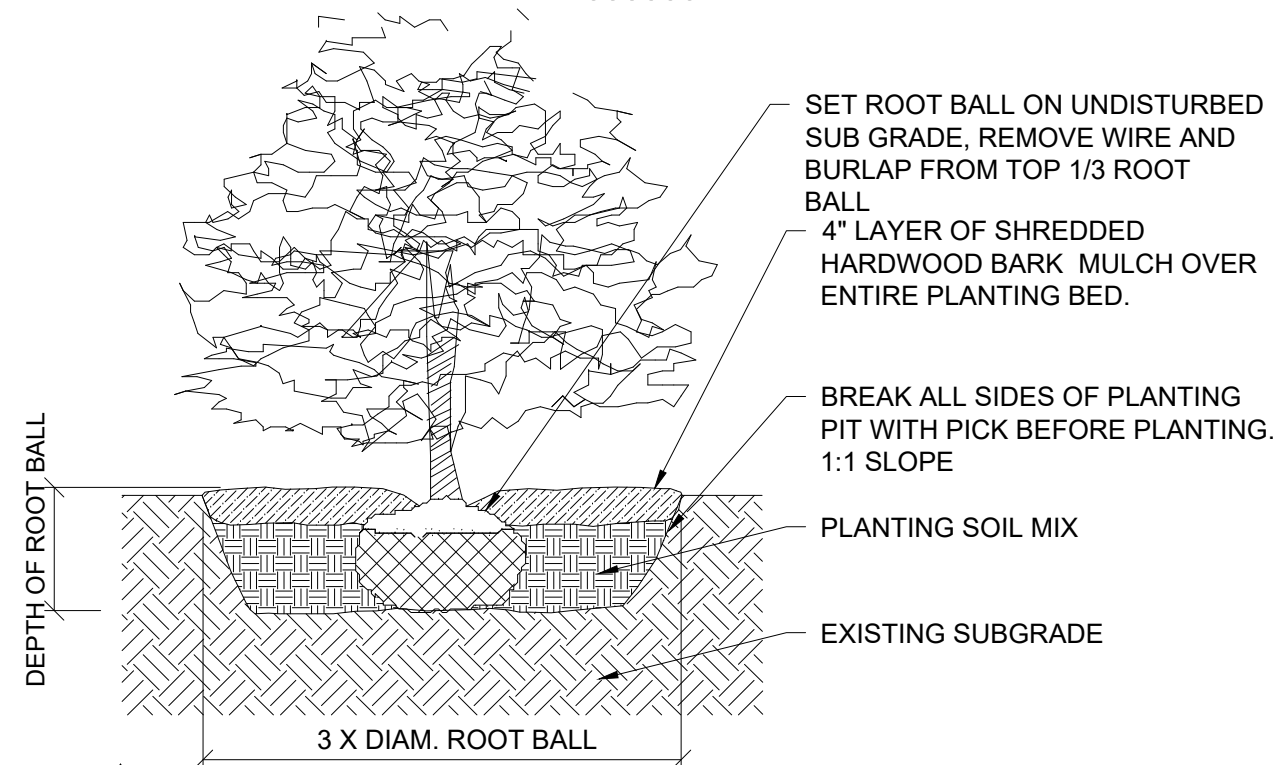 SET ROOT BALL ON UNDISTURBED
SUB GRADE, REMOVE WIRE AND
BURLAP FROM TOP 1/3 ROOT
BALL
4" LAYER OF SHREDDED
HARDWOOD BARK MULCH OVER
ENTIRE PLANTING BED.
BREAK ALL SIDES OF PLANTING
PIT WITH PICK BEFORE PLANTING.
1:1 SLOPE
PLANTING SOIL MIX
EXISTING SUBGRADE
DEPTH OF ROOT BALL
3 X DIAM. ROOT BALL